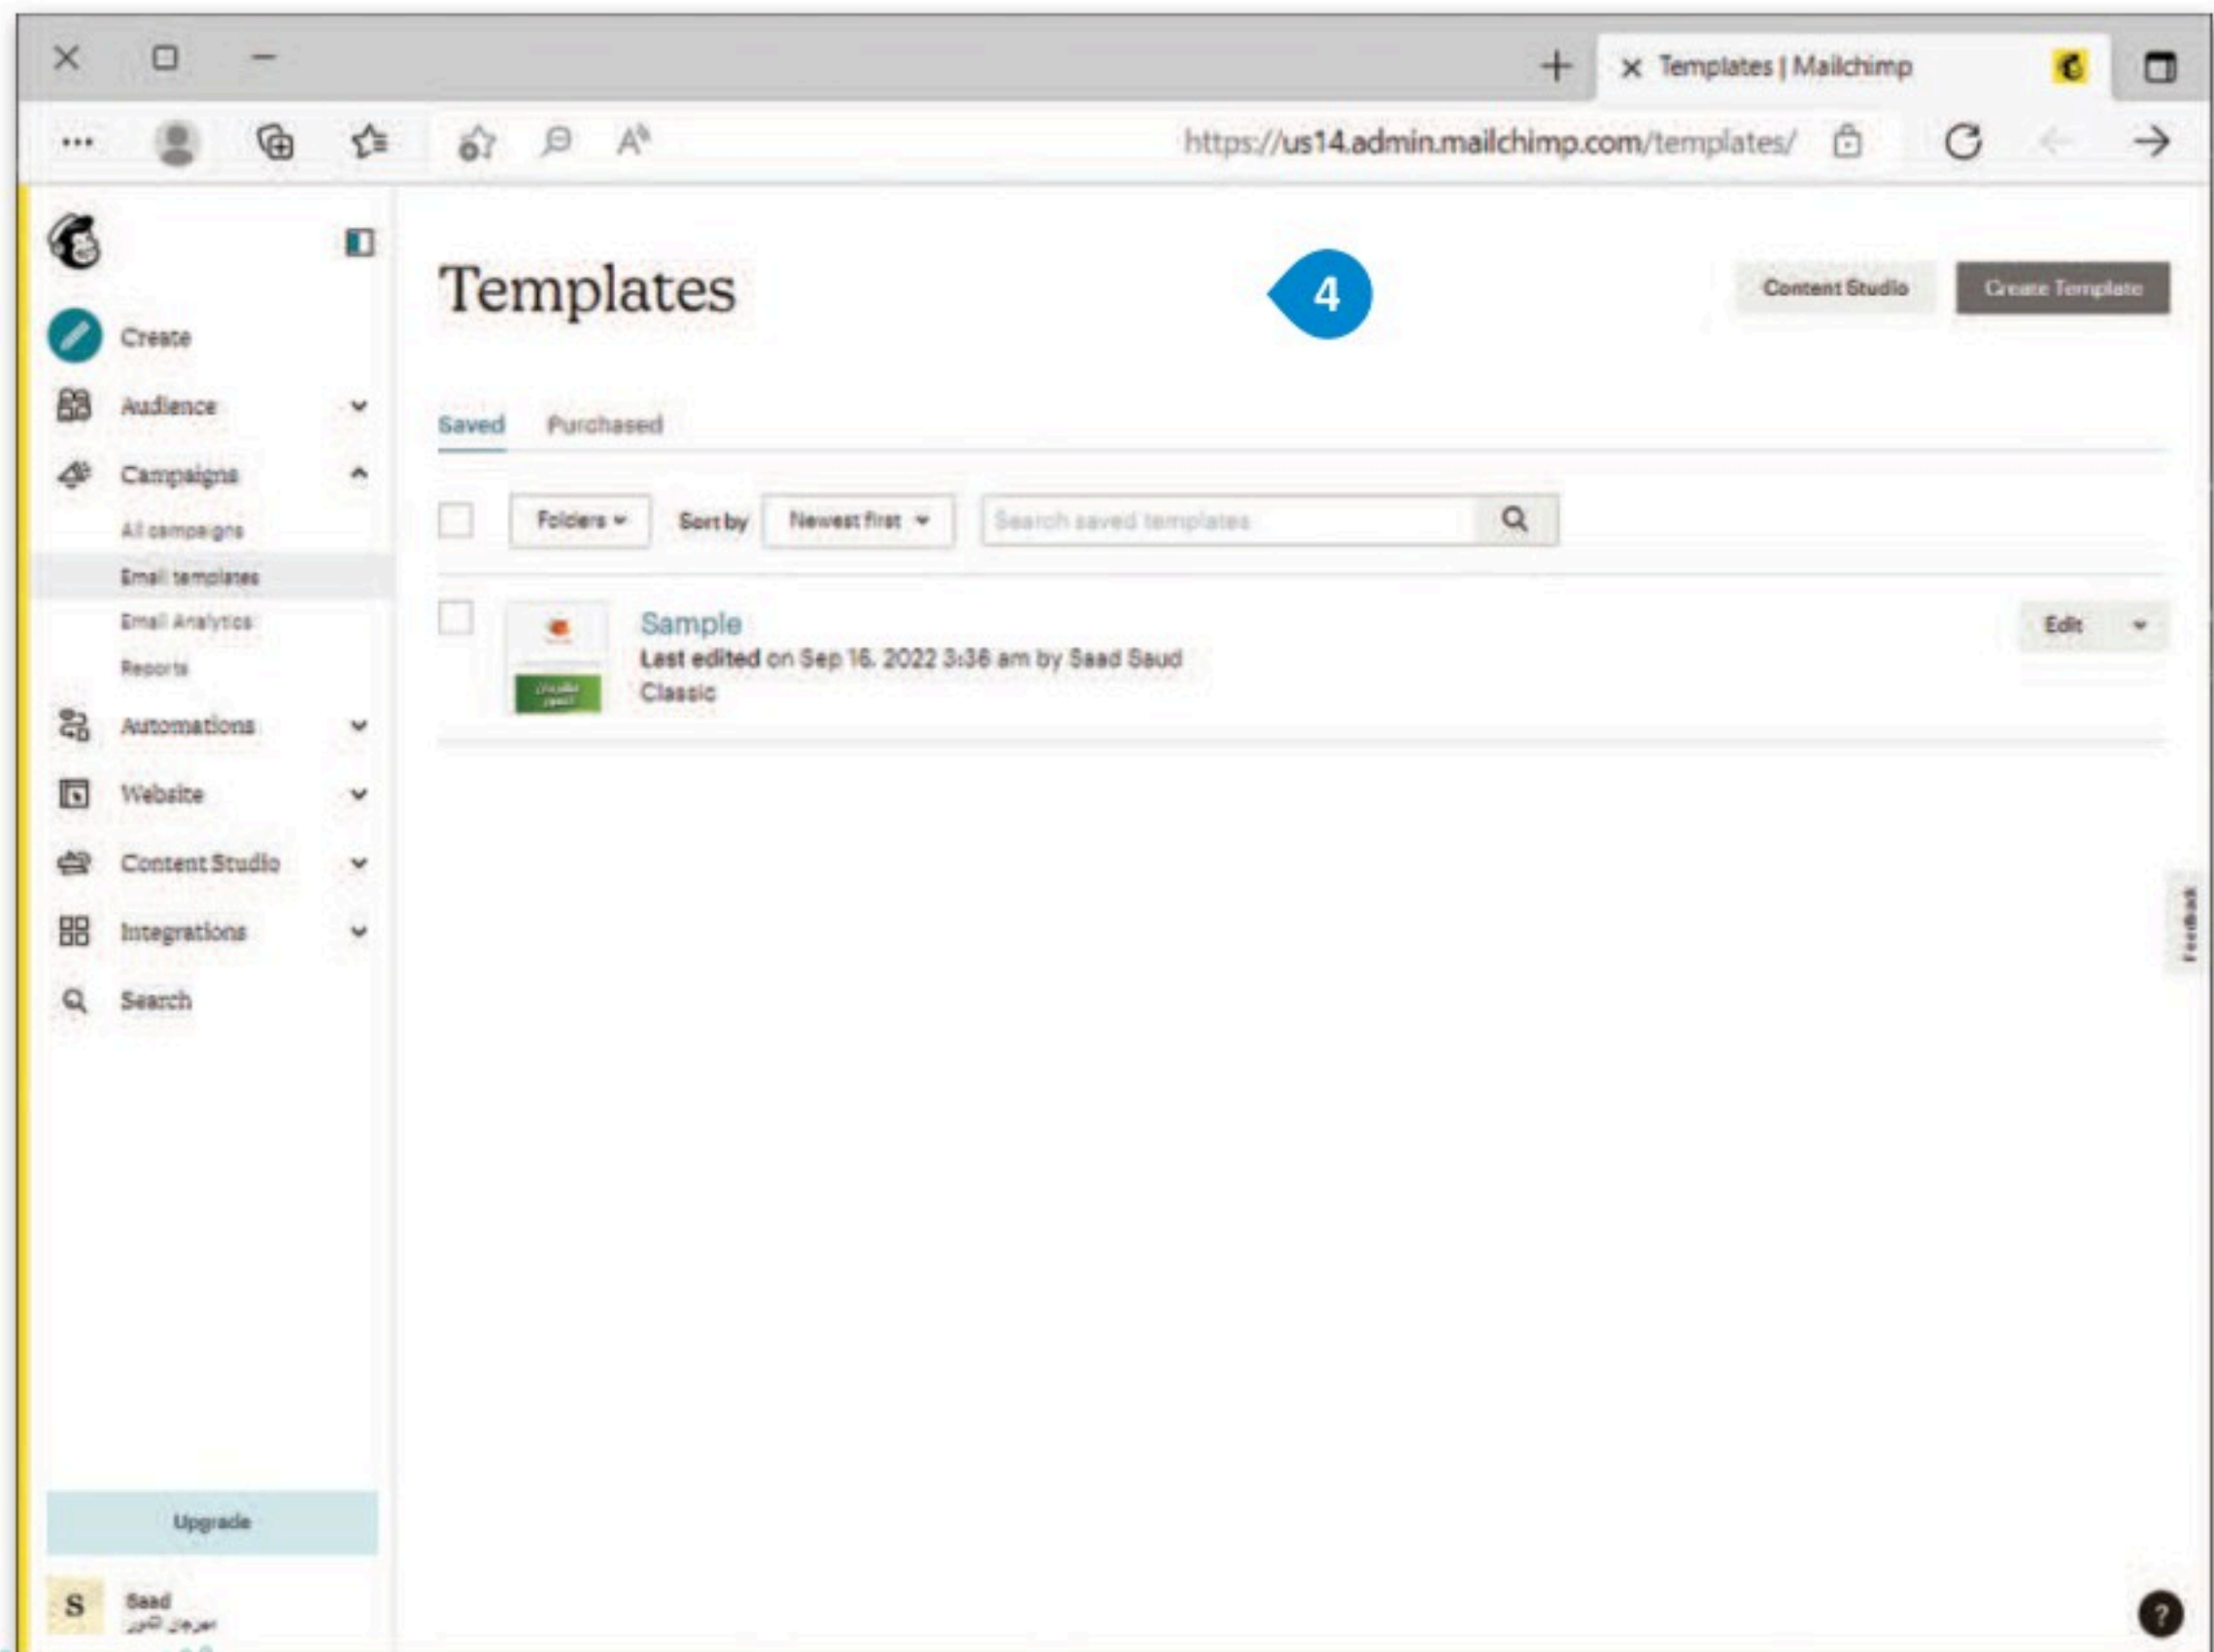 Templates | Mailchimp
https://us14.admin.mailchimp.com/templates/
Create
Audience
Campaigns
All campaigns
Email templates
Email Analytics
Reports
Automations
Website
Content Studio
Integrations
Search
Upgrade
S
Saad
Templates
4
Content Studio
Create Template
Saved
Purchased
Folders
Sort by
Newest first
Search saved templates
Sample
Last edited on Sep 16, 2022 3:36 am by Saad Saud
Classic
Edit
Feedback
?